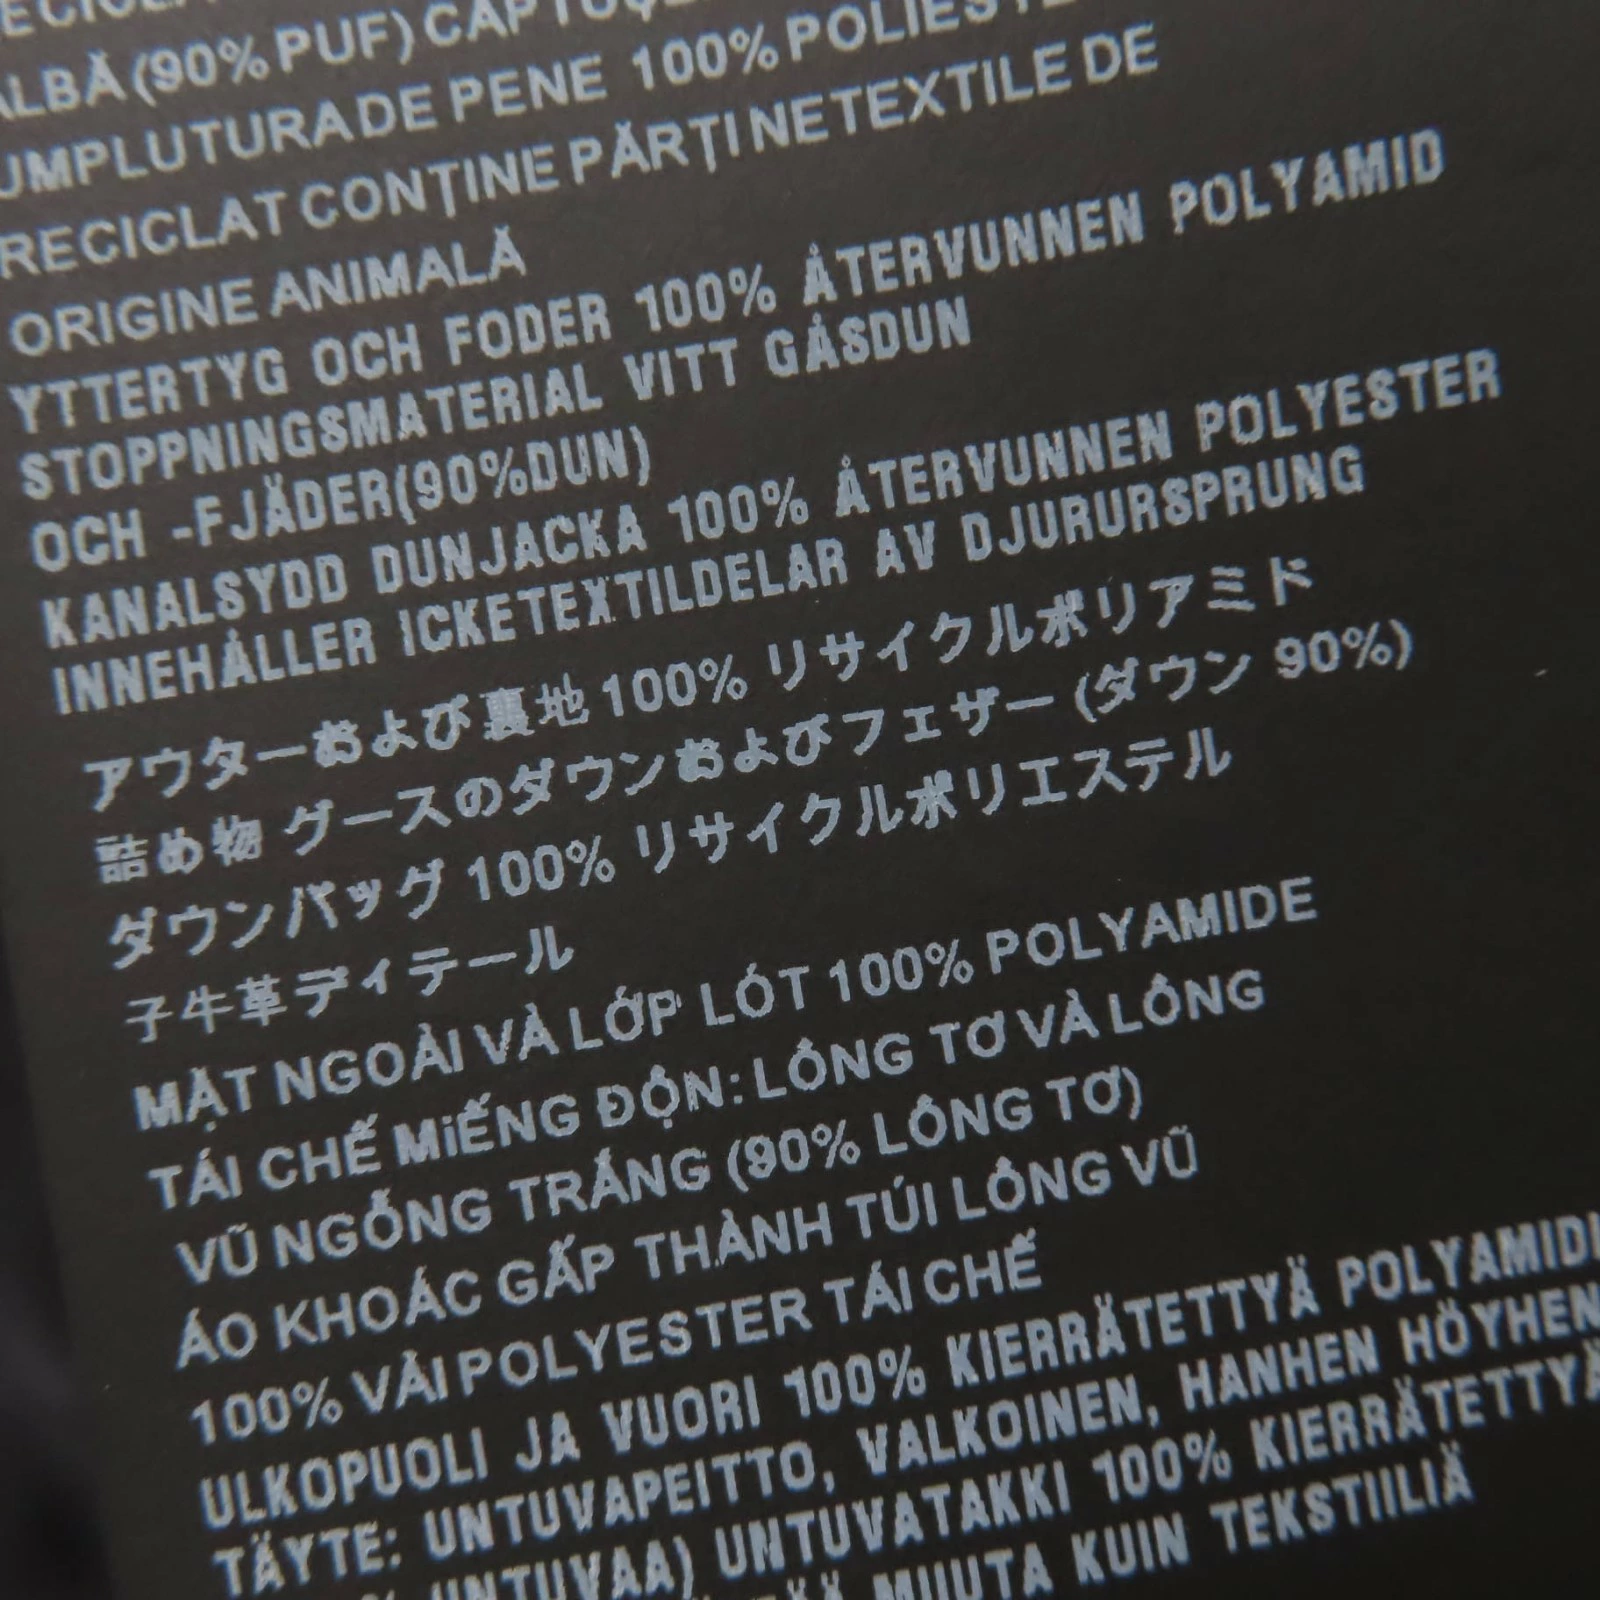 ALBĂ (90% PUF)
UMPLUTURA DE PENE 100%
RECICLAT CONȚINE PĂRȚI NETEXTILE DE
ORIGINE ANIMALĂ
YTTERTYG OCH FODER 100% ÅTERVUNNEN POLYAMID
STOPPNINGSMATERIAL VITT GÅSDUN
OCH -FJÄDER(90%DUN)
KANALSYDD DUNJACKA 100% ÅTERVUNNEN POLYESTER
INNEHÅLLER ICKETEXTILDELAR AV DJURURSPRUNG
アウターおよび裏地 100% リサイクルポリアミド
詰め物 グースのダウンおよびフェザー (ダウン 90%)
ダウンバッグ 100% リサイクルポリエステル
子牛革ディテール
MẶT NGOÀI VÀ LỚP LÓT 100% POLYAMIDE
TÁI CHẾ MiẾNG ĐỘN: LÔNG TƠ VÀ LÔNG
VŨ NGỖNG TRẮNG (90% LÔNG TƠ)
ÁO KHOÁC GẤP THÀNH TÚI LÔNG VŨ
100% VẢI POLYESTER TÁI CHẾ
ULKOPUOLI JA VUORI 100% KIERRÄTETTYÄ POLYAMIDI
TÄYTE: UNTUVAPEITTO, VALKOINEN, HANHEN HÖYHEN
% UNTUVAA) UNTUVATAKKI 100% KIERRÄTETTYÄ
MUUTA KUIN TEKSTIILIÄ